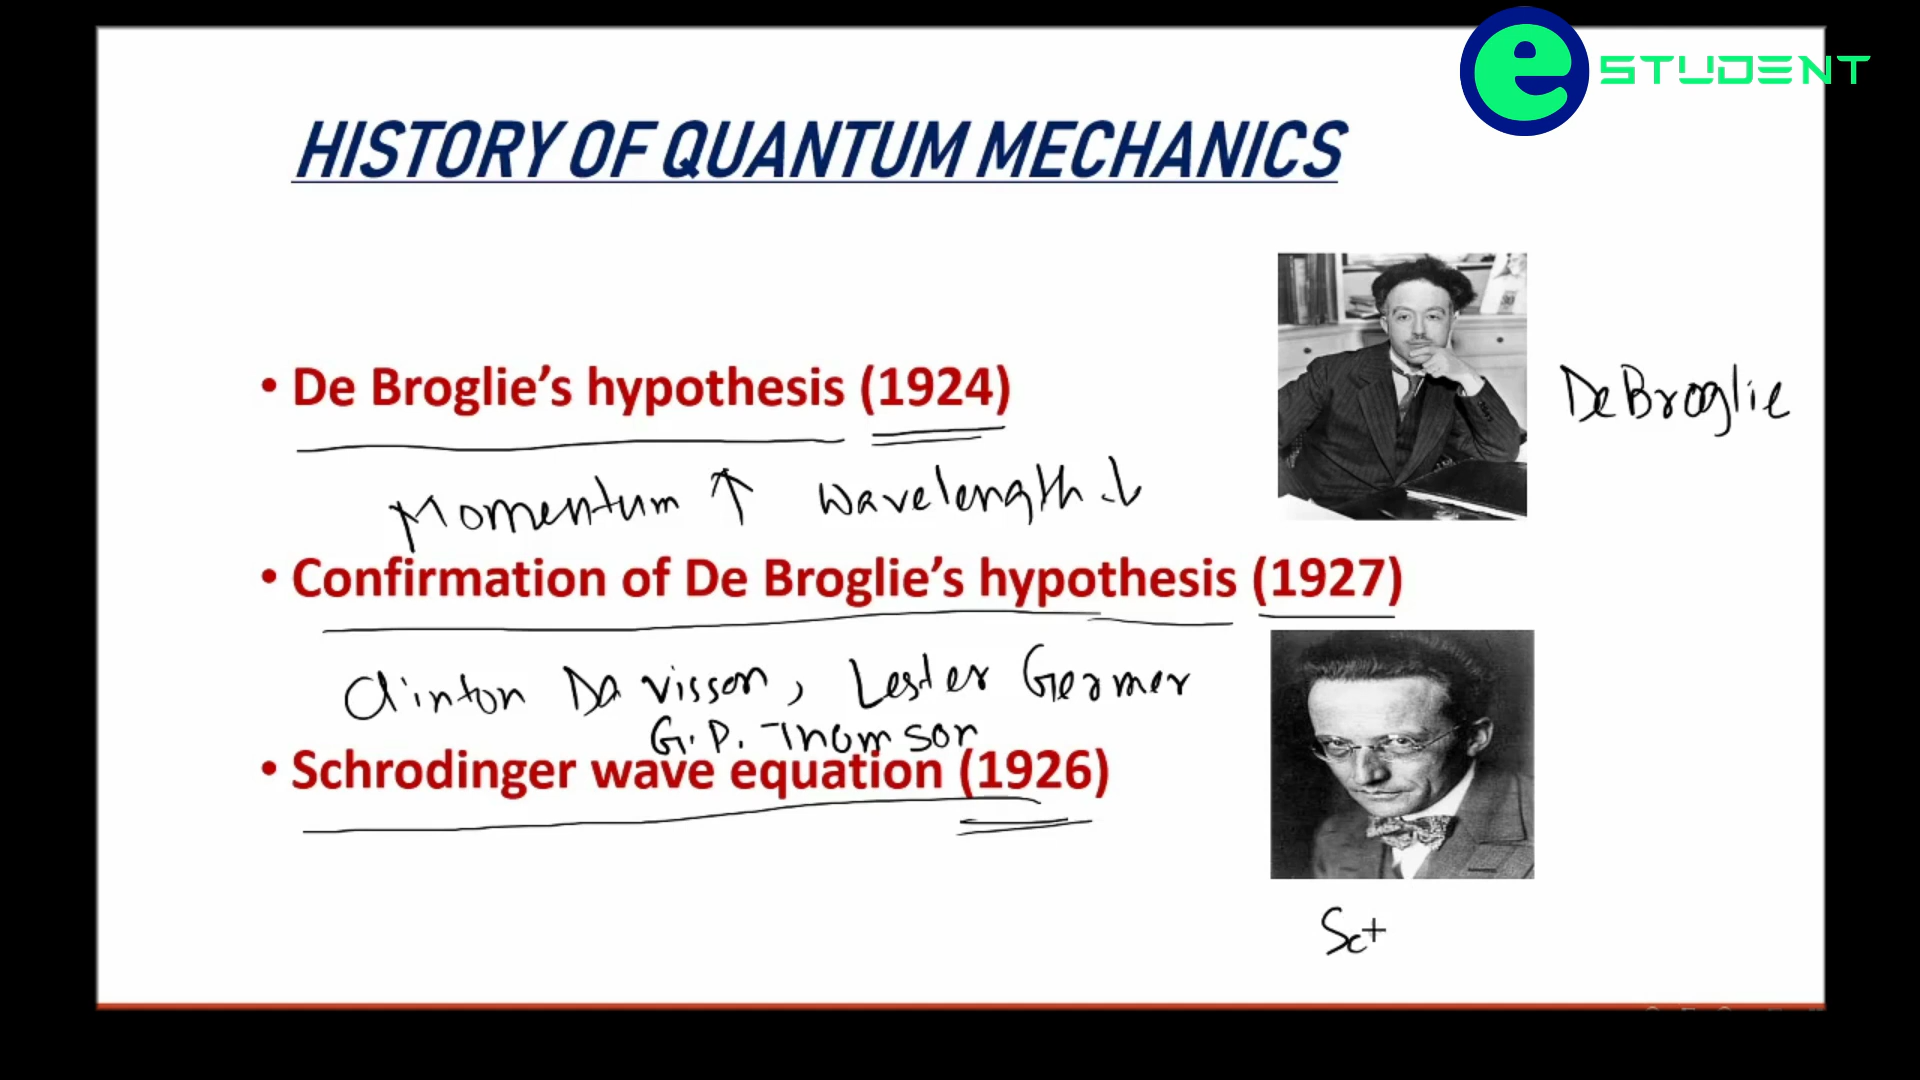 e STUDENT
HISTORY OF QUANTUM MECHANICS
• De Broglie’s hypothesis (1924)
De Broglie
Momentum ↑ wavelength ↓
• Confirmation of De Broglie’s hypothesis (1927)
Clinton Davisson, Lester Germer
G.P. Thomson
• Schrodinger wave equation (1926)
Sc